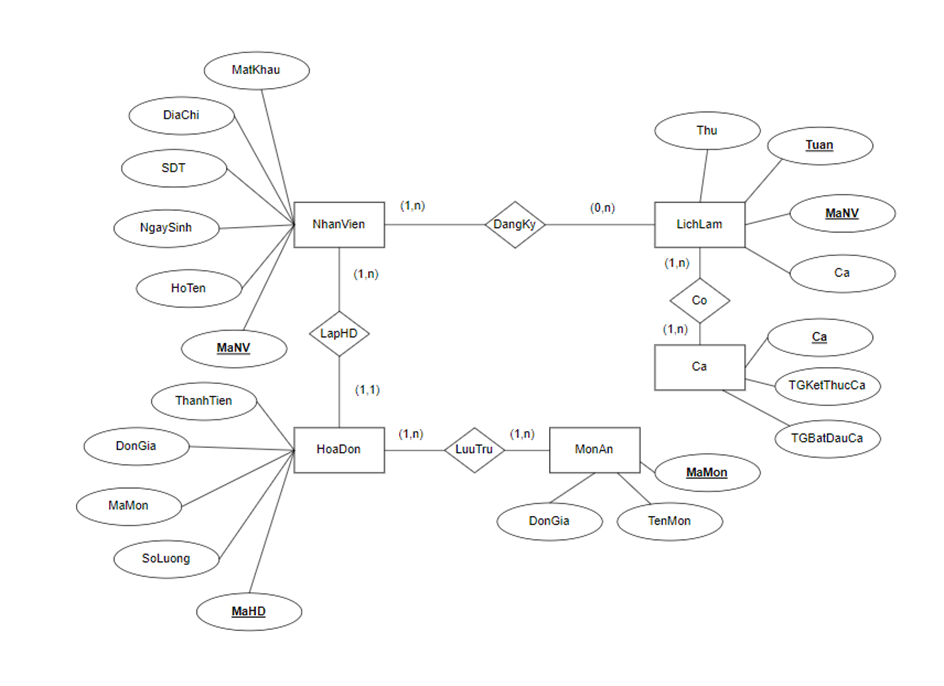 MatKhau
DiaChi
SDT
NgaySinh
HoTen
MaNV
NhanVien
(1,n)
DangKy
(0,n)
LichLam
Thu
Tuan
MaNV
Ca
(1,n)
Co
(1,n)
Ca
Ca
TGKetThucCa
TGBatDauCa
(1,n)
LapHD
(1,1)
ThanhTien
DonGia
MaMon
SoLuong
MaHD
HoaDon
(1,n)
LuuTru
(1,n)
MonAn
MaMon
DonGia
TenMon